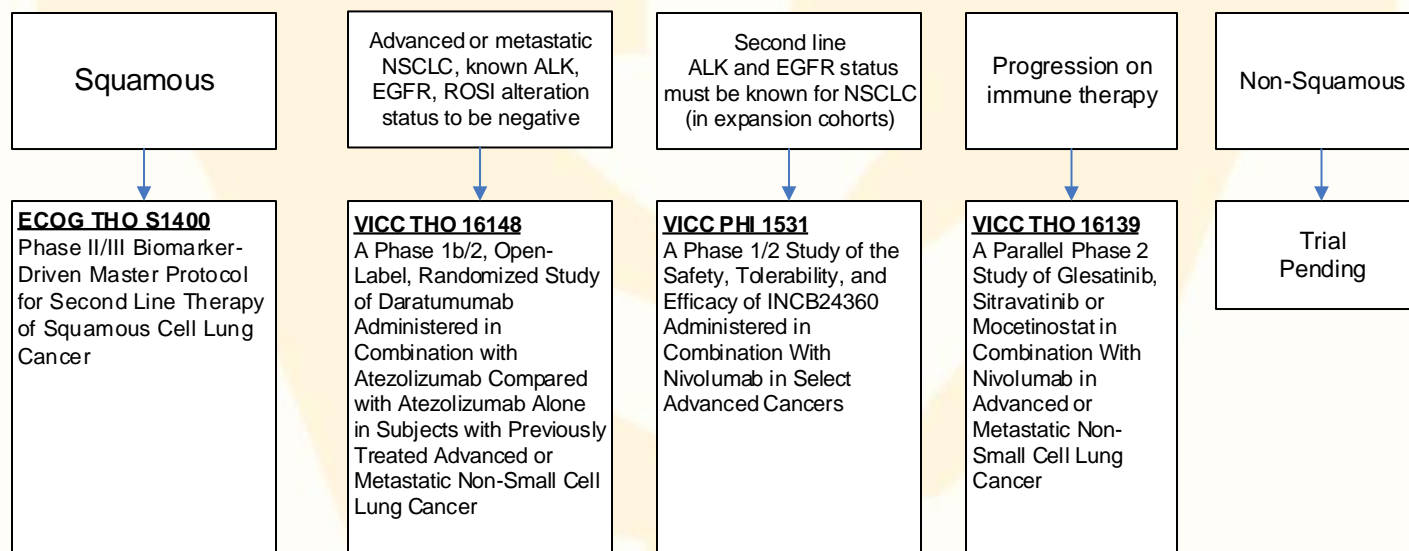 Squamous
Advanced or metastatic
NSCLC, known ALK,
EGFR, ROSI alteration
status to be negative
Second line
ALK and EGFR status
must be known for NSCLC
(in expansion cohorts)
Progression on
immune therapy
Non-Squamous
ECOG THO S1400
Phase II/III Biomarker-
Driven Master Protocol
for Second Line Therapy
of Squamous Cell Lung
Cancer
VICC THO 16148
A Phase 1b/2, Open-
Label, Randomized Study
of Daratumumab
Administered in
Combination with
Atezolizumab Compared
with Atezolizumab Alone
in Subjects with Previously
Treated Advanced or
Metastatic Non-Small Cell
Lung Cancer
VICC PHI 1531
A Phase 1/2 Study of the
Safety, Tolerability, and
Efficacy of INCB24360
Administered in
Combination With
Nivolumab in Select
Advanced Cancers
VICC THO 16139
A Parallel Phase 2
Study of Glesatinib,
Sitravatinib or
Mocetinostat in
Combination With
Nivolumab in
Advanced or
Metastatic Non-
Small Cell Lung
Cancer
Trial
Pending